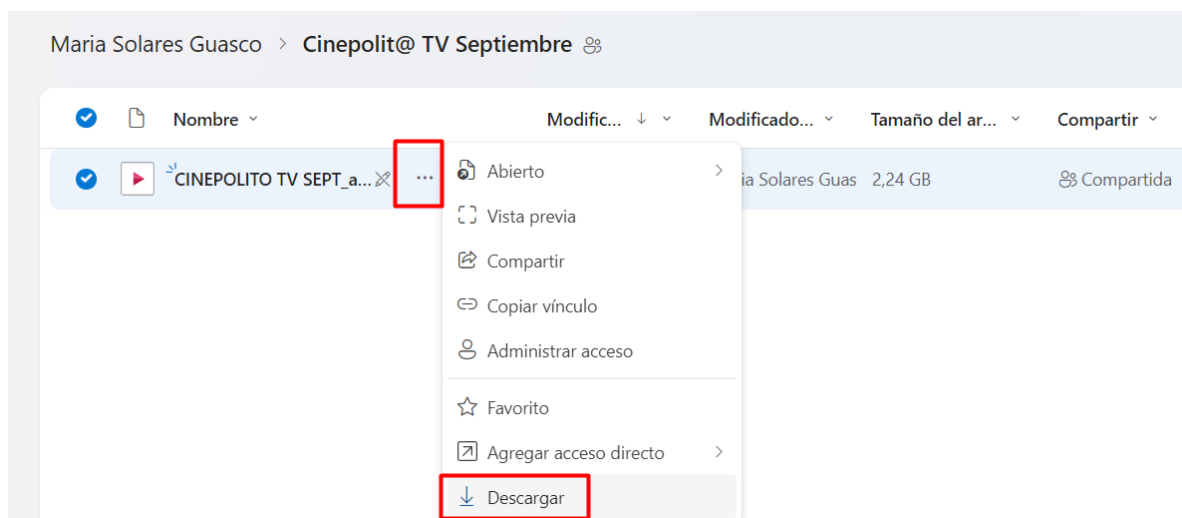 Maria Solares Guasco > Cinepolit@ TV Septiembre
Nombre Modific... Modificado... Tamaño del ar... Compartir
CINEPOLITO TV SEPT_a... ... ia Solares Guas 2,24 GB Compartida
Abierto
Vista previa
Compartir
Copiar vínculo
Administrar acceso
Favorito
Agregar acceso directo
Descargar